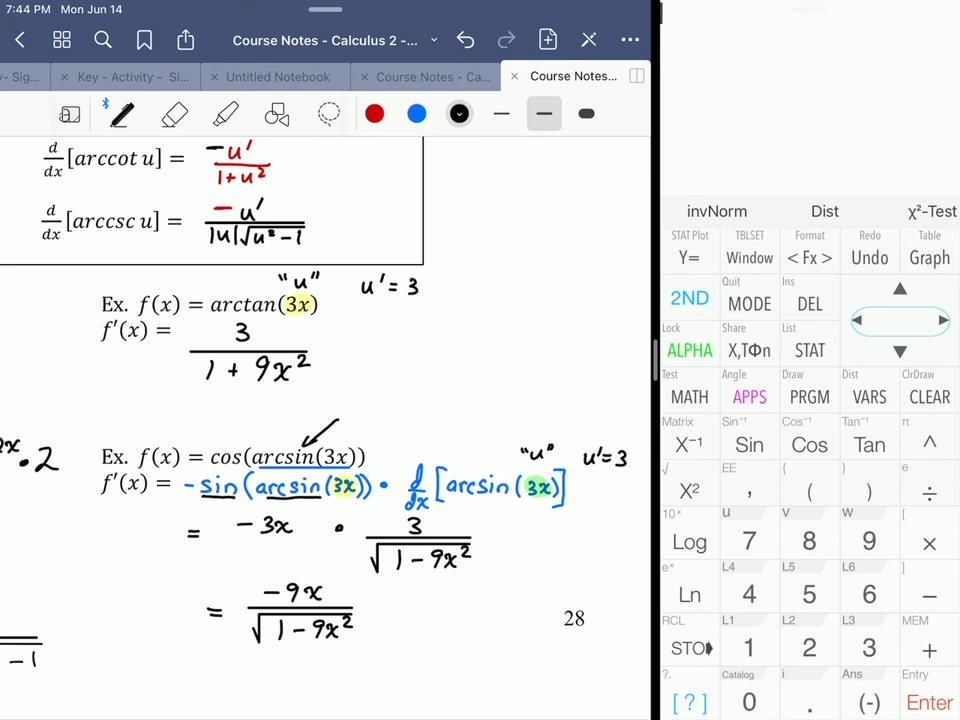 7:44 PM Mon Jun 14
Course Notes - Calculus 2 -...
y- Sig... × Key - Activity - Si... × Untitled Notebook × Course Notes - Ca... × Course Notes...
d/dx [arccot u] = -u'/(1+u²)
d/dx [arccsc u] = -u'/(|u|√(u²-1))
"u" u' = 3
Ex. f(x) = arctan(3x)
f'(x) = 3/(1 + 9x²)
·2
Ex. f(x) = cos(arcsin(3x)) "u" u'=3
f'(x) = -sin(arcsin(3x)) · d/dx [arcsin(3x)]
= -3x · 3/√(1-9x²)
= -9x/√(1-9x²)
-1
28
invNorm Dist χ²-Test
Stat Plot TBLSET Format Redo Table
Y= Window < Fx > Undo Graph
Quit Ins
2ND MODE DEL
Lock Share List
ALPHA X,TΦn STAT
Test Angle Draw Dist ClrDraw
MATH APPS PRGM VARS CLEAR
Matrix Sin⁻¹ Cos⁻¹ Tan⁻¹ π
X⁻¹ Sin Cos Tan ^
√ EE { } e
X² , ( ) ÷
10ˣ u v w [
Log 7 8 9 ×
eˣ L4 L5 L6 ]
Ln 4 5 6 −
RCL L1 L2 L3 MEM
STO 1 2 3 +
?. Catalog i Ans Entry
[ ? ] 0 . (-) Enter